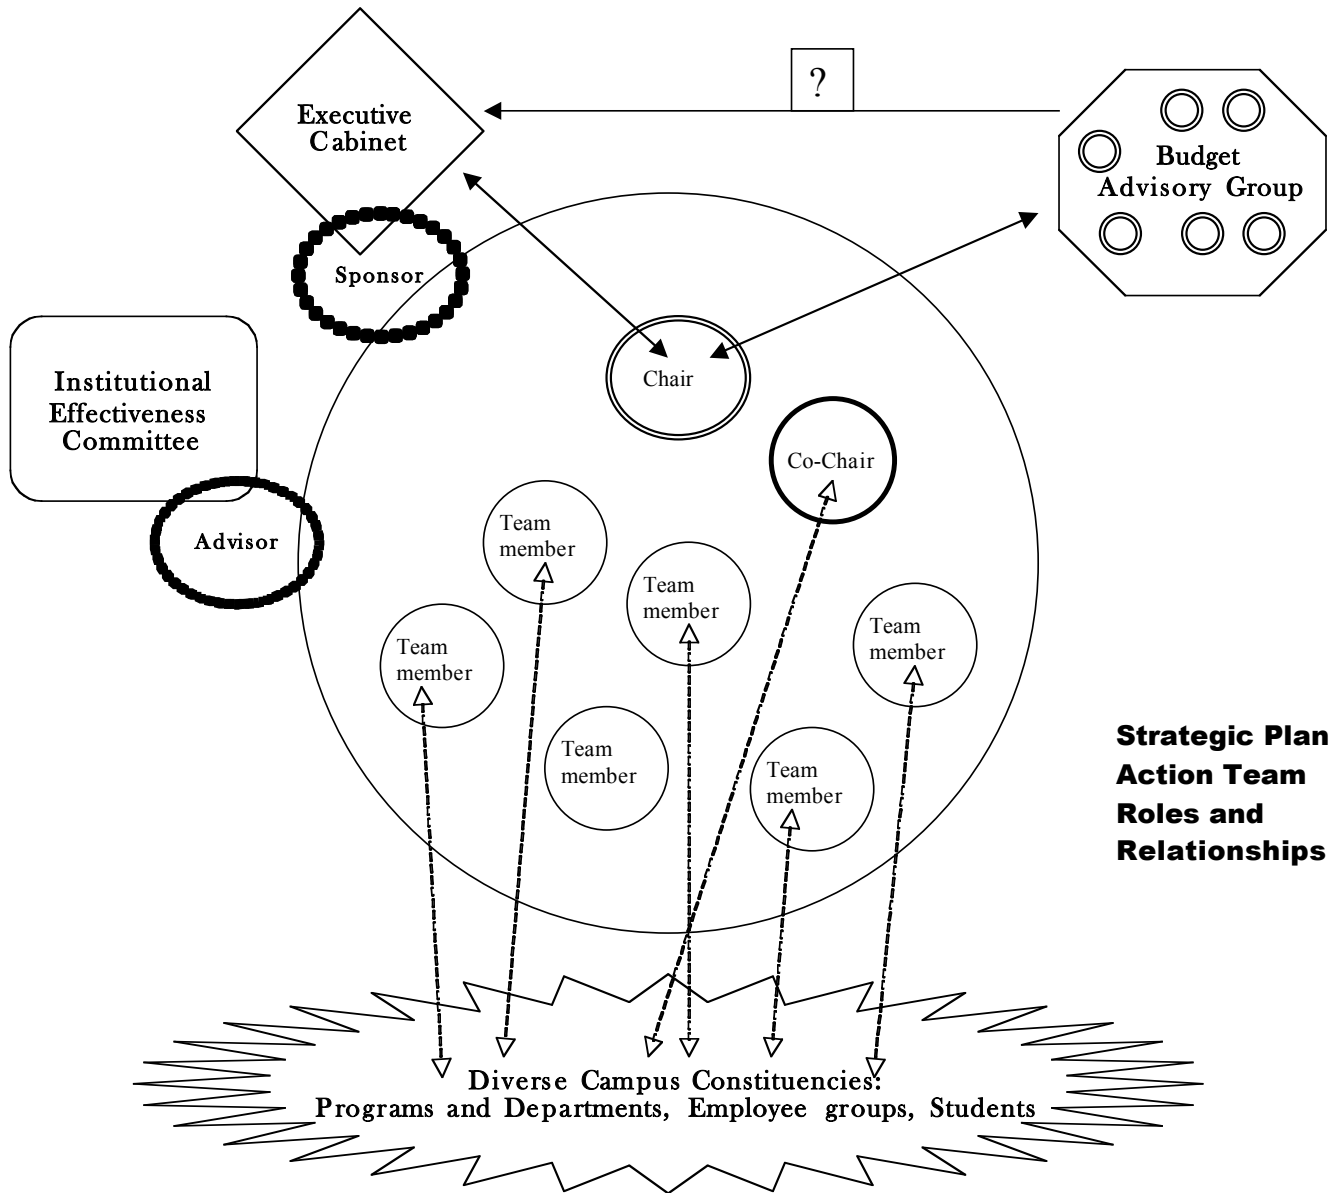 ?
Executive
Cabinet
Budget
Advisory Group
Sponsor
Institutional
Effectiveness
Committee
Chair
Co-Chair
Advisor
Team
member
Team
member
Team
member
Team
member
Team
member
Team
member
Strategic Plan
Action Team
Roles and
Relationships
Diverse Campus Constituencies:
Programs and Departments, Employee groups, Students